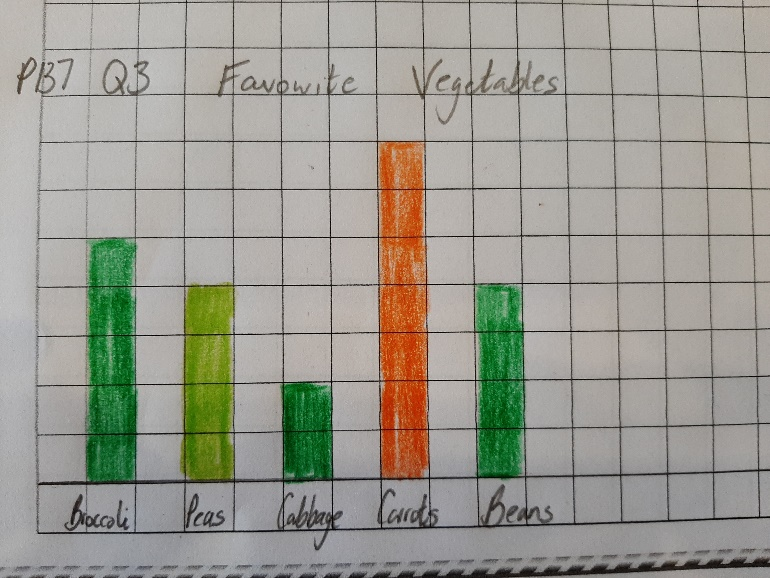 PB7 Q3 Favourite Vegetables
Broccoli Peas Cabbage Carrots Beans